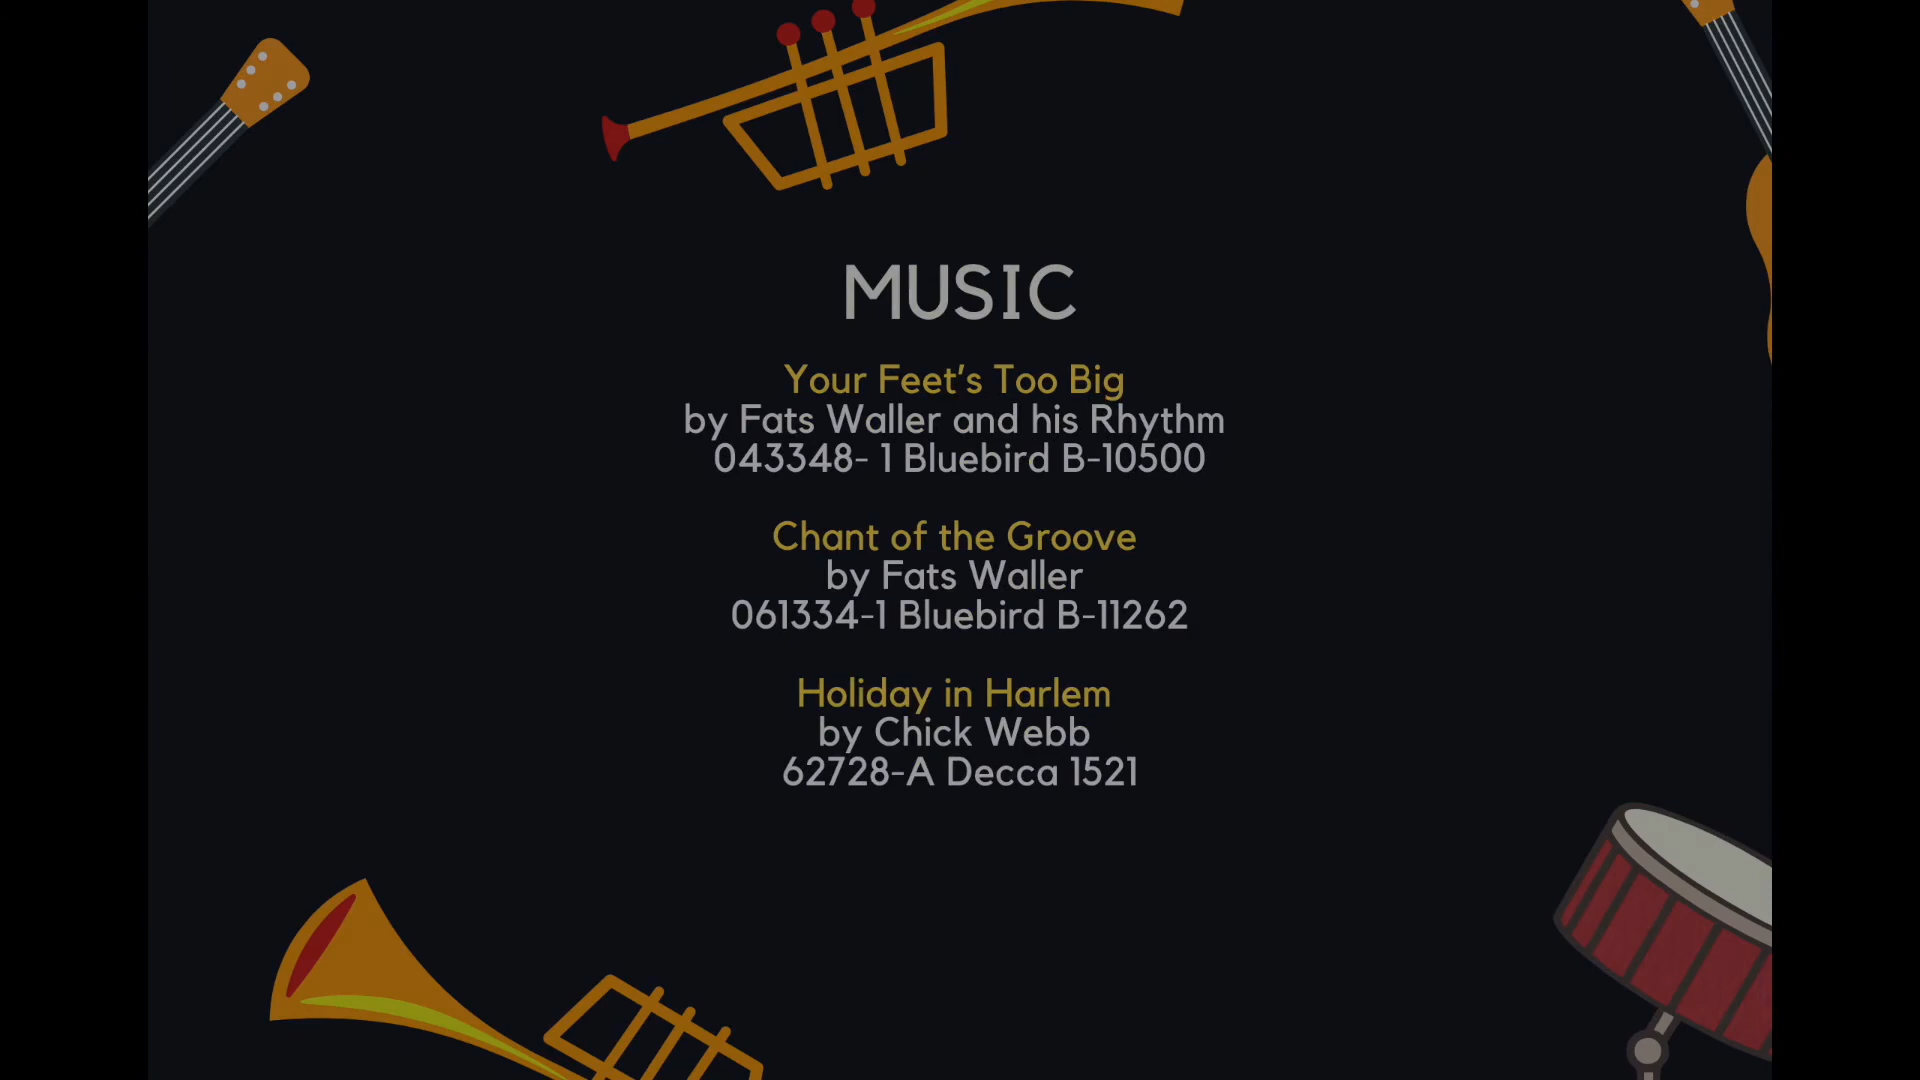 MUSIC
Your Feet's Too Big
by Fats Waller and his Rhythm
043348- 1 Bluebird B-10500
Chant of the Groove
by Fats Waller
061334-1 Bluebird B-11262
Holiday in Harlem
by Chick Webb
62728-A Decca 1521